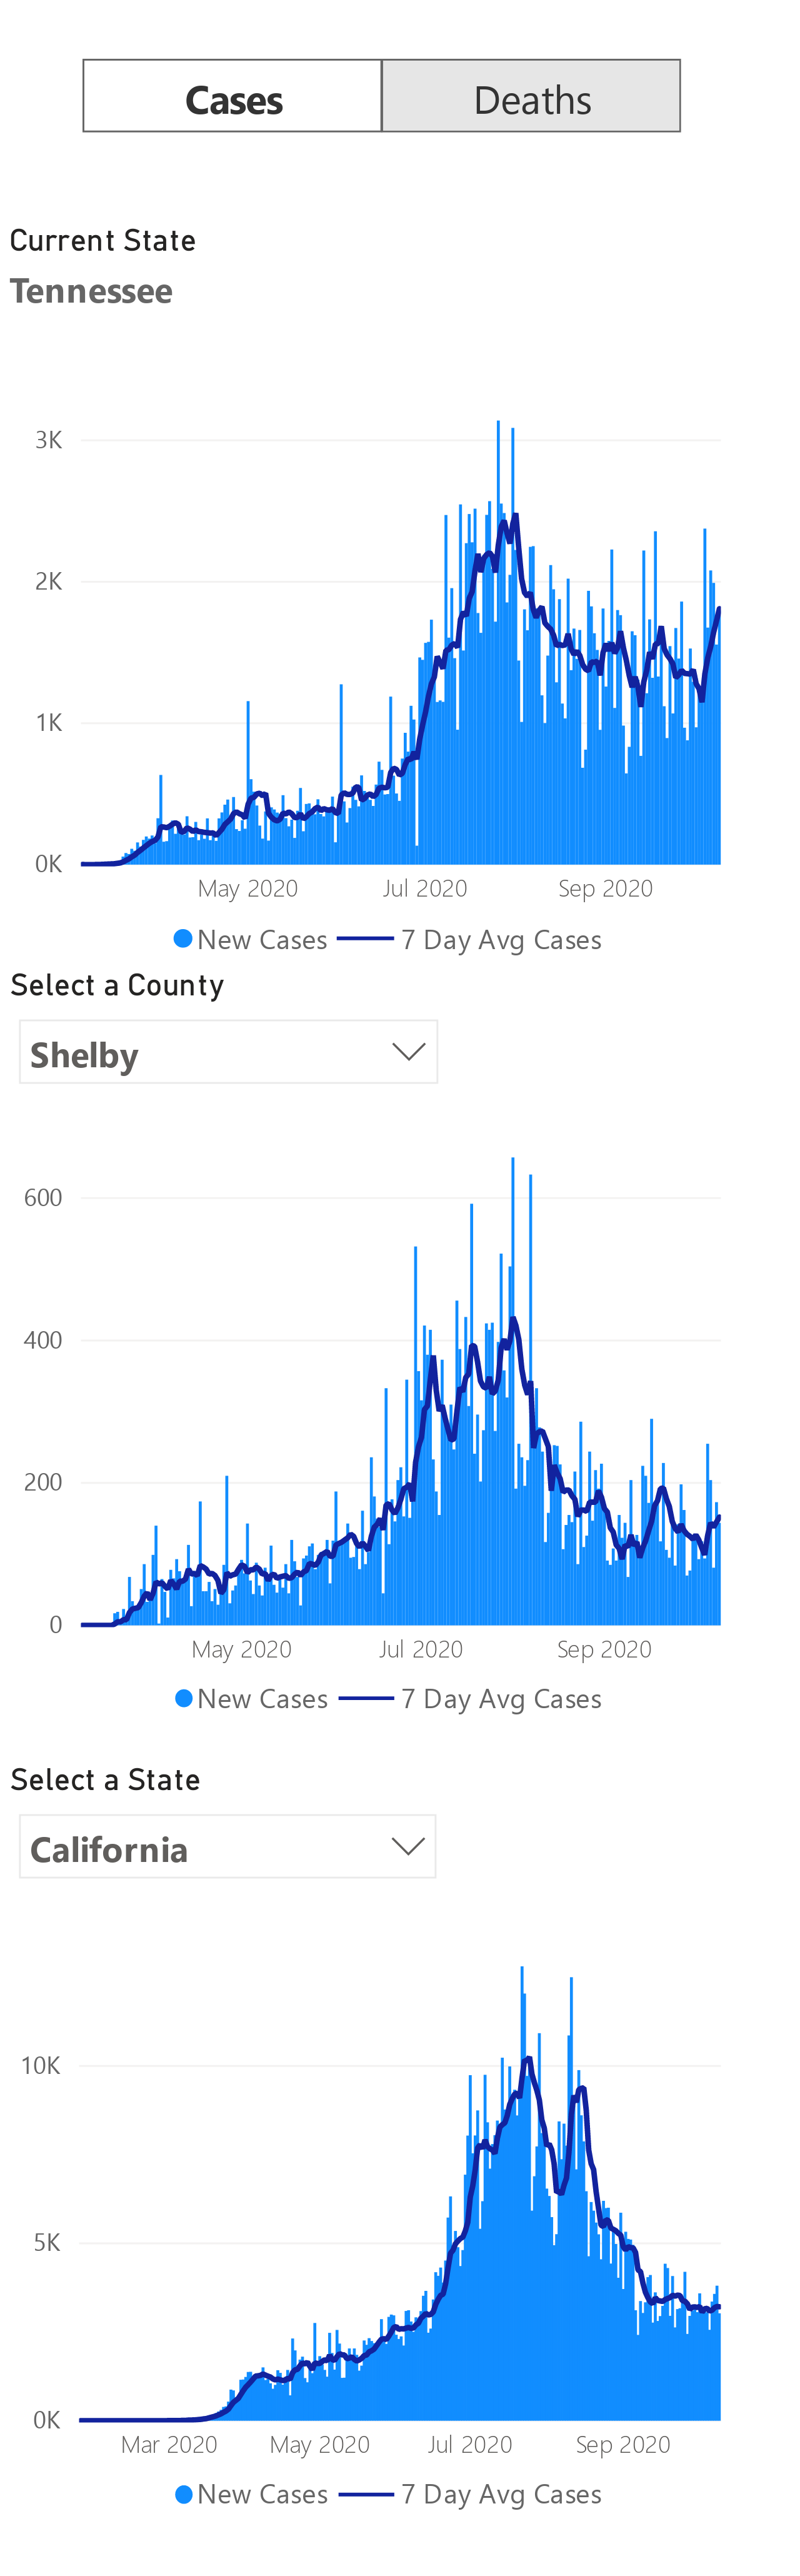 Cases Deaths
Current State
Tennessee
3K
2K
1K
0K
May 2020 Jul 2020 Sep 2020
New Cases 7 Day Avg Cases
Select a County
Shelby
600
400
200
0
May 2020 Jul 2020 Sep 2020
New Cases 7 Day Avg Cases
Select a State
California
10K
5K
0K
Mar 2020 May 2020 Jul 2020 Sep 2020
New Cases 7 Day Avg Cases